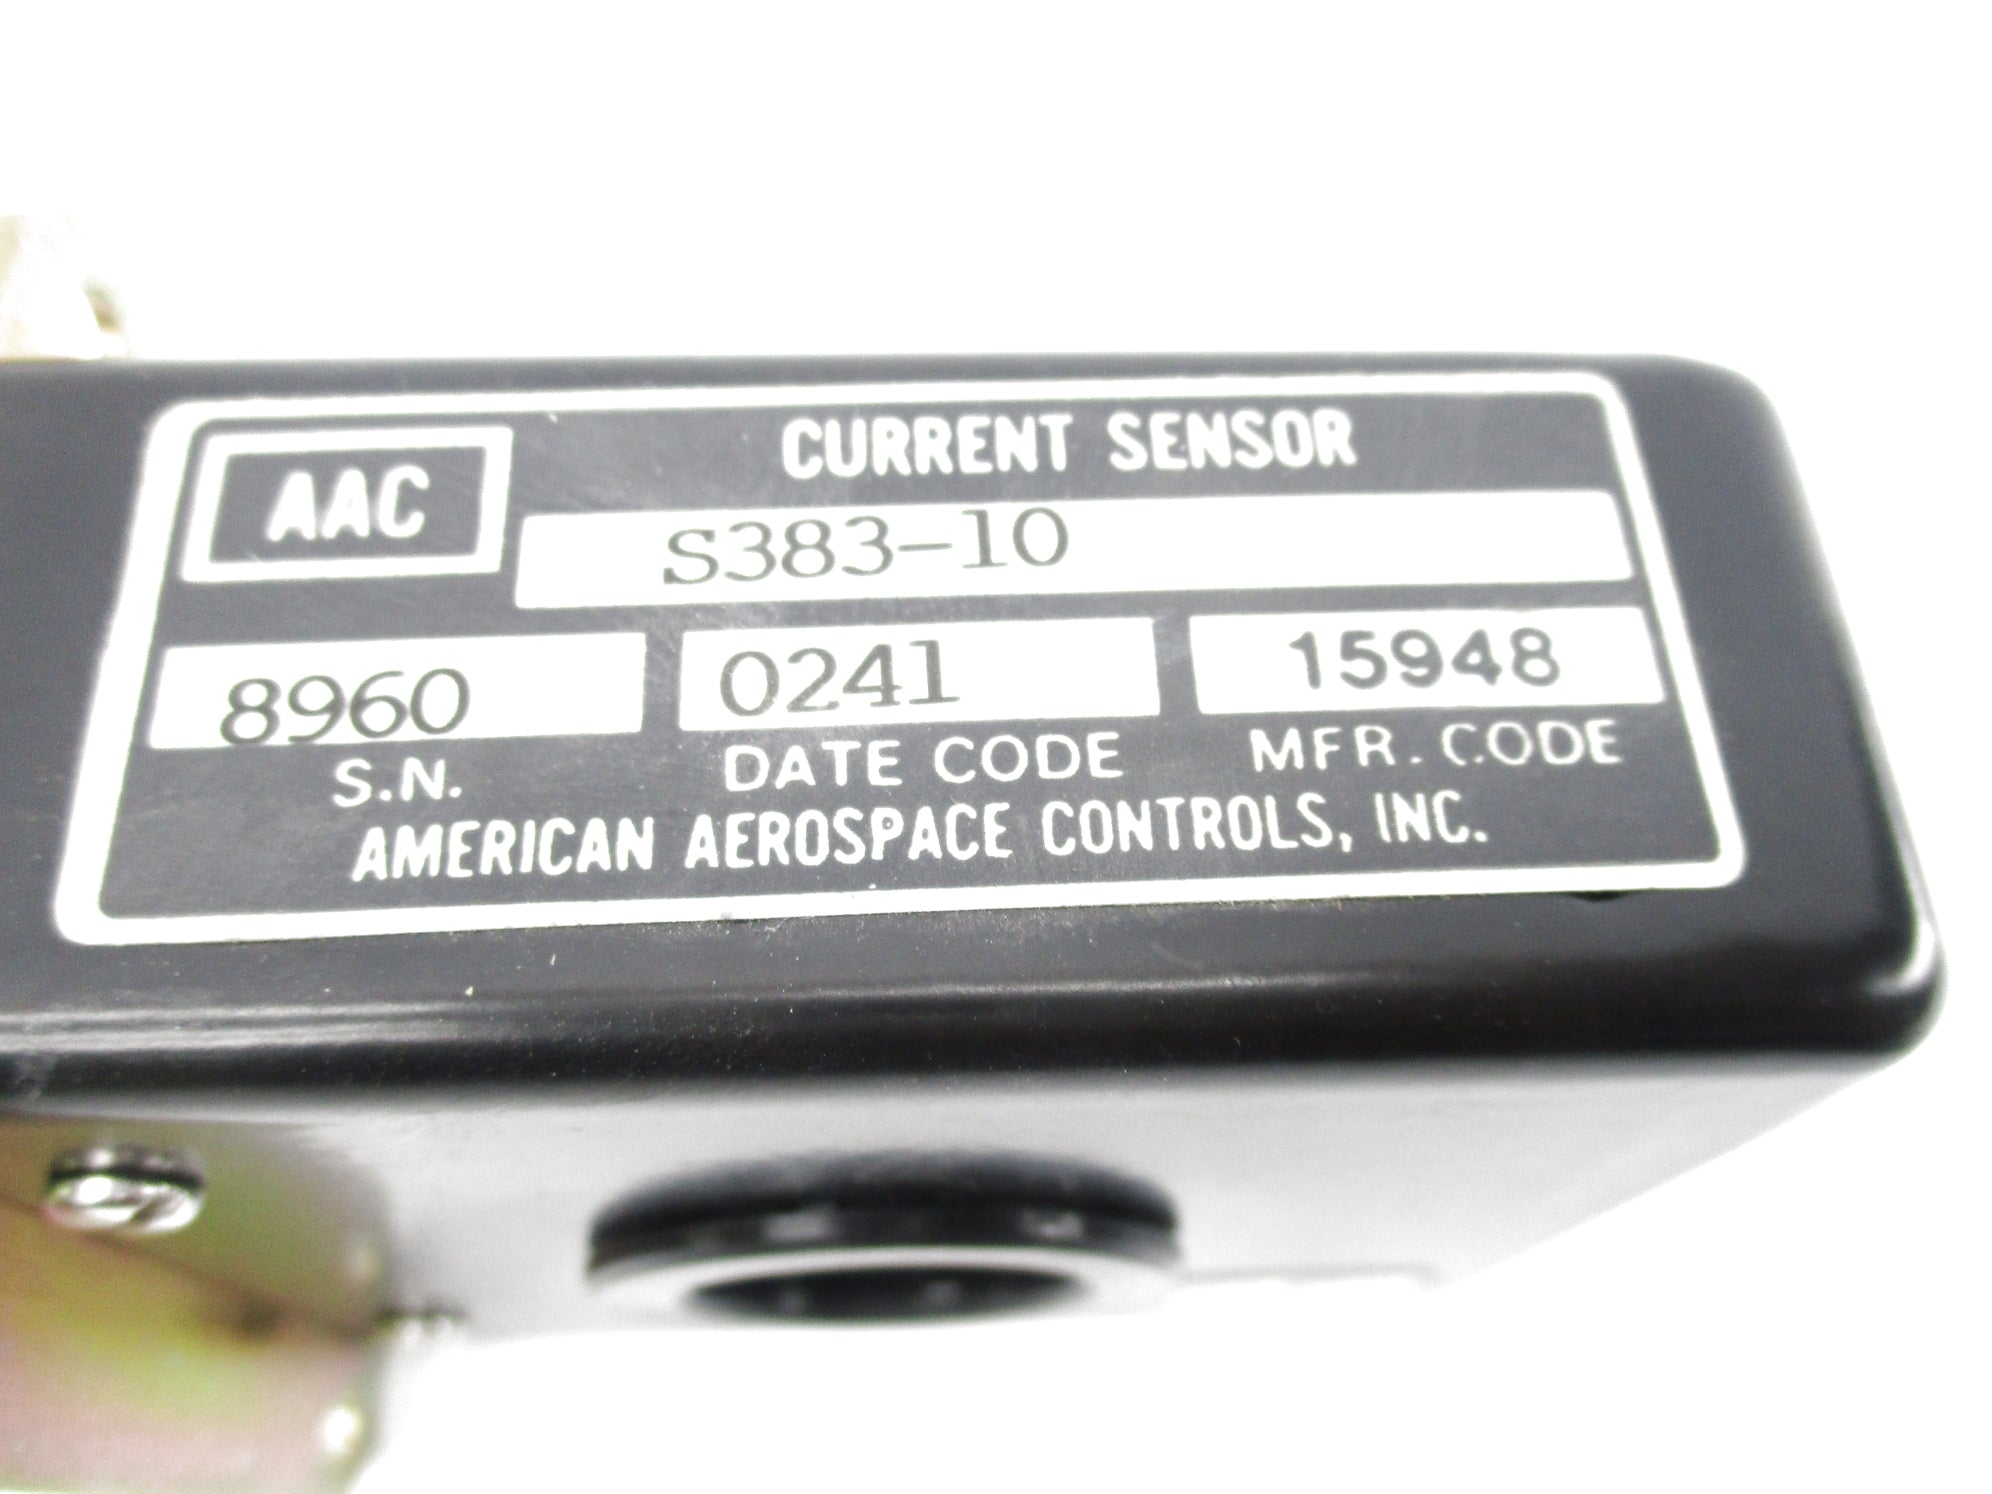 CURRENT SENSOR
AAC
S383-10
8960 0241 15948
S.N. DATE CODE MFR. CODE
AMERICAN AEROSPACE CONTROLS, INC.